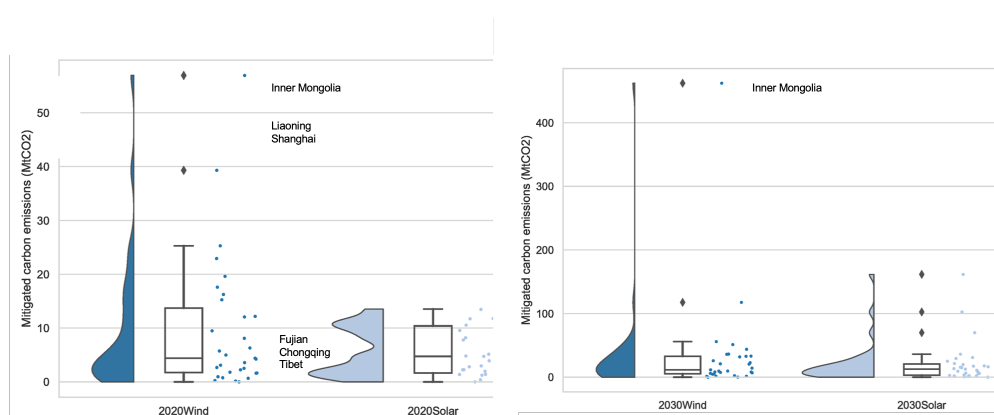 Mitigated carbon emissions (MtCO2)
50
40
30
20
10
0
Inner Mongolia
Liaoning
Shanghai
Fujian
Chongqing
Tibet
2020Wind
2020Solar
Mitigated carbon emissions (MtCO2)
400
300
200
100
0
Inner Mongolia
2030Wind
2030Solar